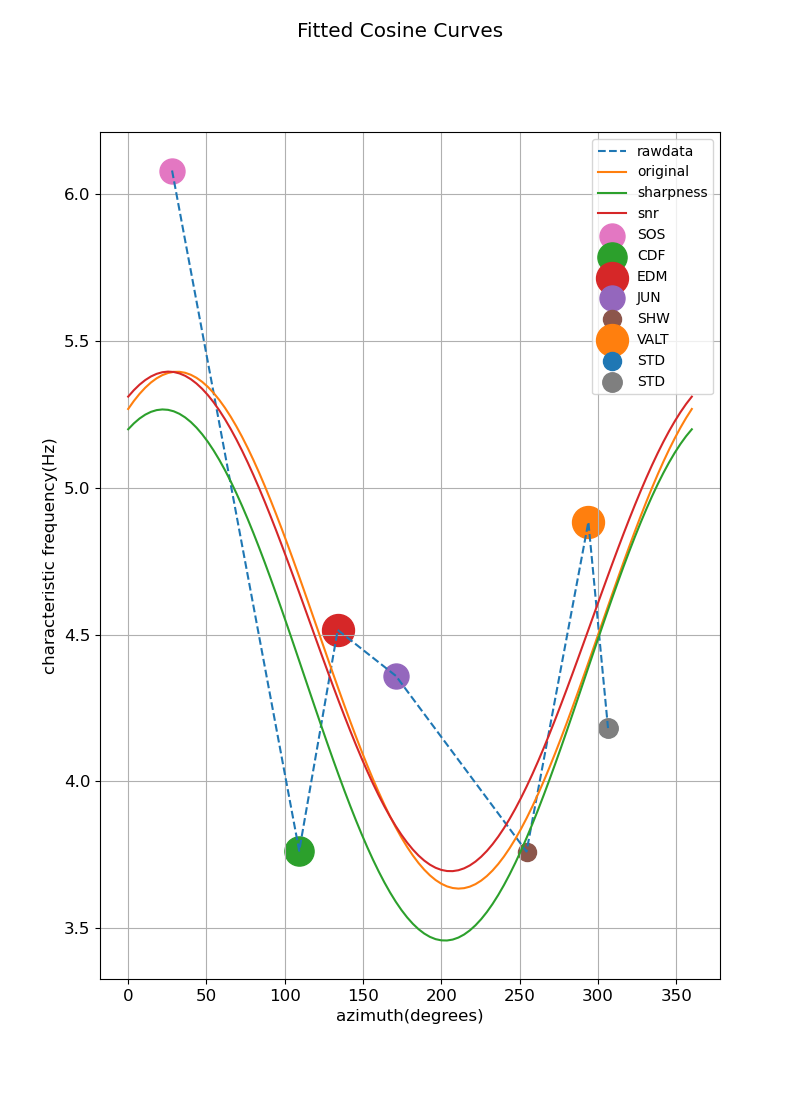 Fitted Cosine Curves
rawdata
original
sharpness
snr
SOS
CDF
EDM
JUN
SHW
VALT
STD
STD
6.0
5.5
5.0
4.5
4.0
3.5
characteristic frequency(Hz)
0 50 100 150 200 250 300 350
azimuth(degrees)